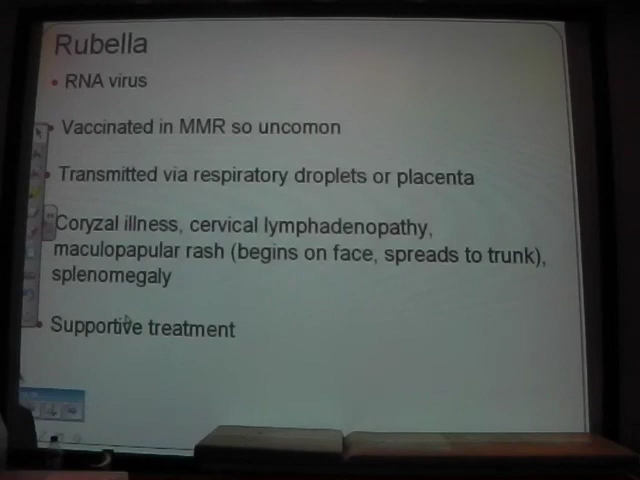 Rubella
• RNA virus
• Vaccinated in MMR so uncomon
• Transmitted via respiratory droplets or placenta
Coryzal illness, cervical lymphadenopathy,
maculopapular rash (begins on face, spreads to trunk),
splenomegaly
• Supportive treatment